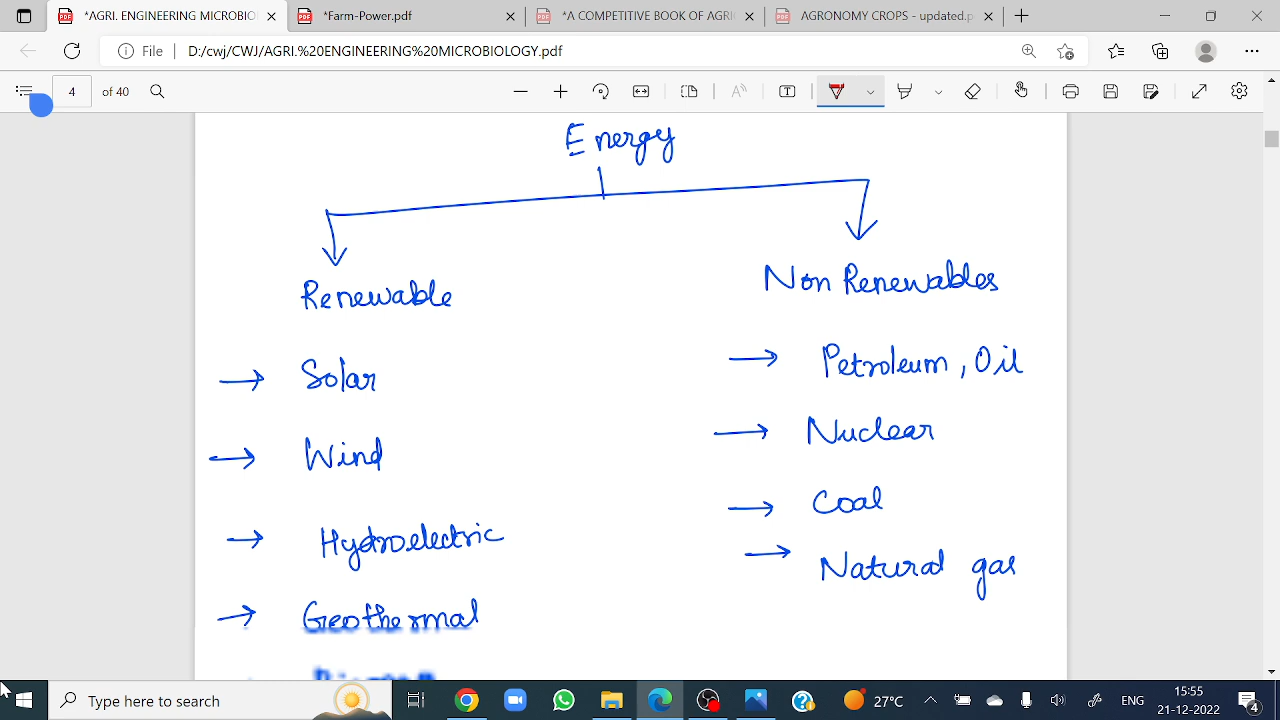 *AGRI. ENGINEERING MICROBIO
*Farm-Power.pdf
*A COMPETITIVE BOOK OF AGRI
AGRONOMY CROPS - updated.p
File
D:/cwj/CWJ/AGRI.%20ENGINEERING%20MICROBIOLOGY.pdf
4 of 40
Energy
Renewable
Non Renewables
→ Solar
→ Petroleum, Oil
→ Wind
→ Nuclear
→ Coal
→ Hydroelectric
→ Natural gas
→ Geothermal
Type here to search
27°C
ENG
15:55
21-12-2022
4